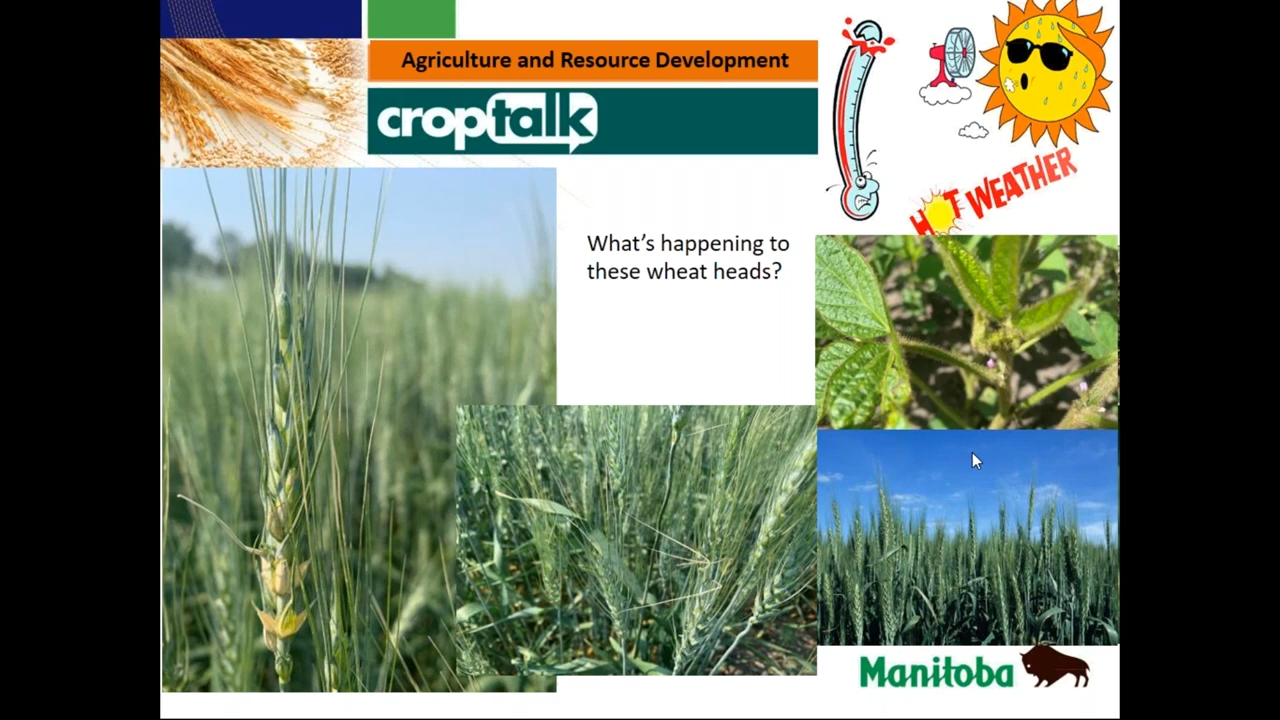 Agriculture and Resource Development
croptalk
HOT WEATHER
What's happening to
these wheat heads?
Manitoba